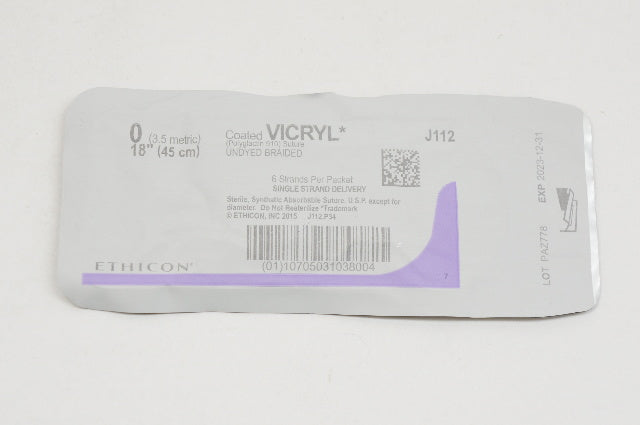 0 (3.5 metric)
18" (45 cm)
Coated VICRYL*
(Polyglactin 910) Suture
UNDYED BRAIDED
J112
6 Strands Per Packet
SINGLE STRAND DELIVERY
Sterile, Synthetic Absorbable Suture, U.S.P. except for
diameter. Do Not Resterilize *Trademark
© ETHICON, INC 2015 J112.P34
(01)10705031038004
ETHICON
7
LOT PAZ778 EXP 2023-12-31